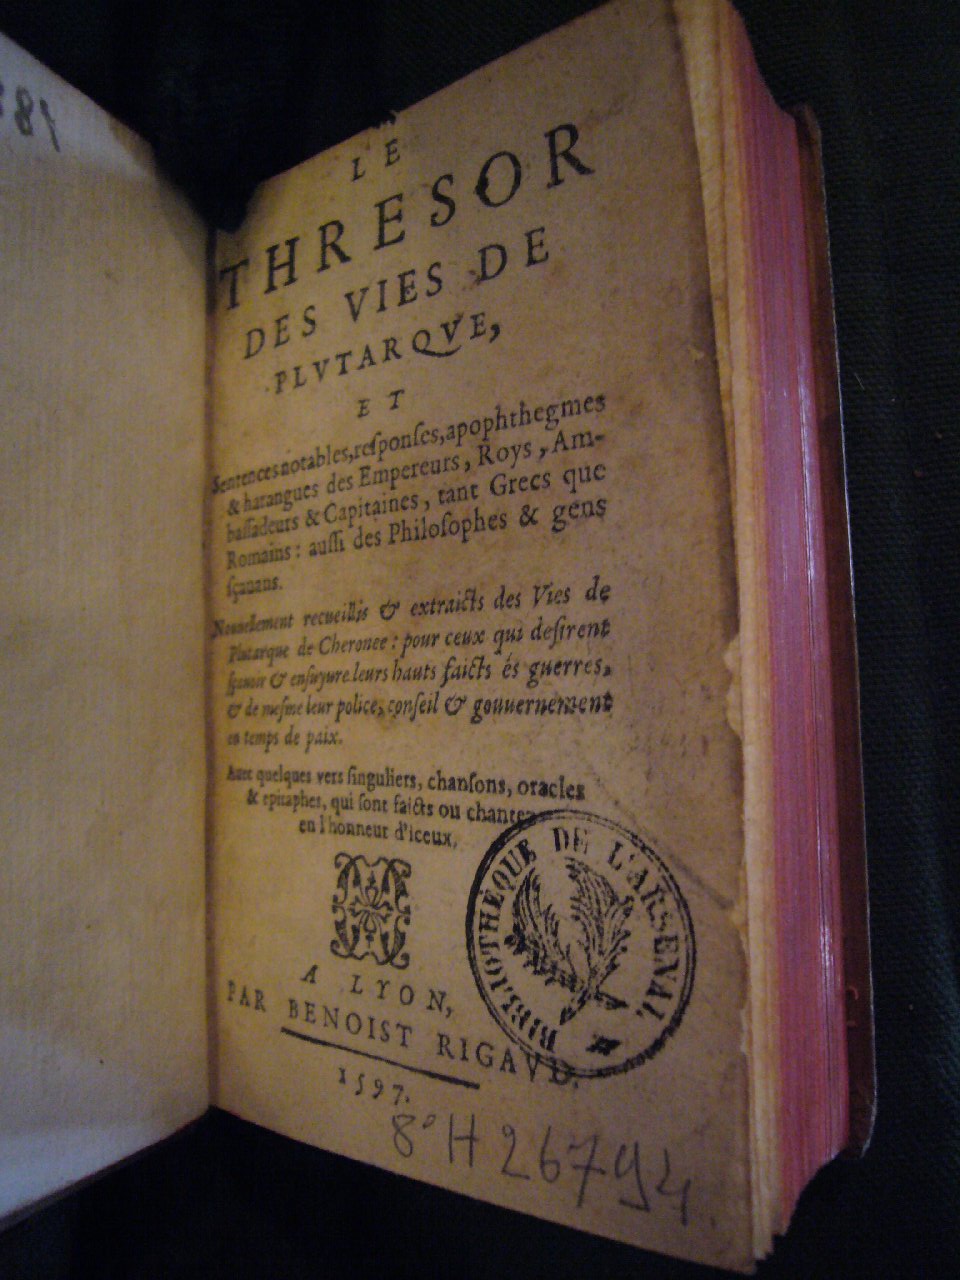 LE
THRESOR
DES VIES DE
PLVTARQVE,
ET
Sentences notables, reſponſes, apophthegmes
& harangues des Empereurs, Roys, Am-
baſſadeurs & Capitaines, tant Grecs que
Romains: auſſi des Philoſophes & gens
ſçauans.
Nouuellement recueillis & extraicts des Vies de
Plutarque de Cheronee: pour ceux qui deſirent
ſçauoir & enſuyure leurs hauts faicts és guerres,
& de meſme leur police, conſeil & gouuernement
en temps de paix.
Auec quelques vers ſinguliers, chanſons, oracles
& epitaphes, qui ſont faicts ou chantez
en l'honneur d'iceux.
BIBLIOTHÈQUE DE L'ARSENAL
A LYON,
PAR BENOIST RIGAVD.
1597.
8° H 26794